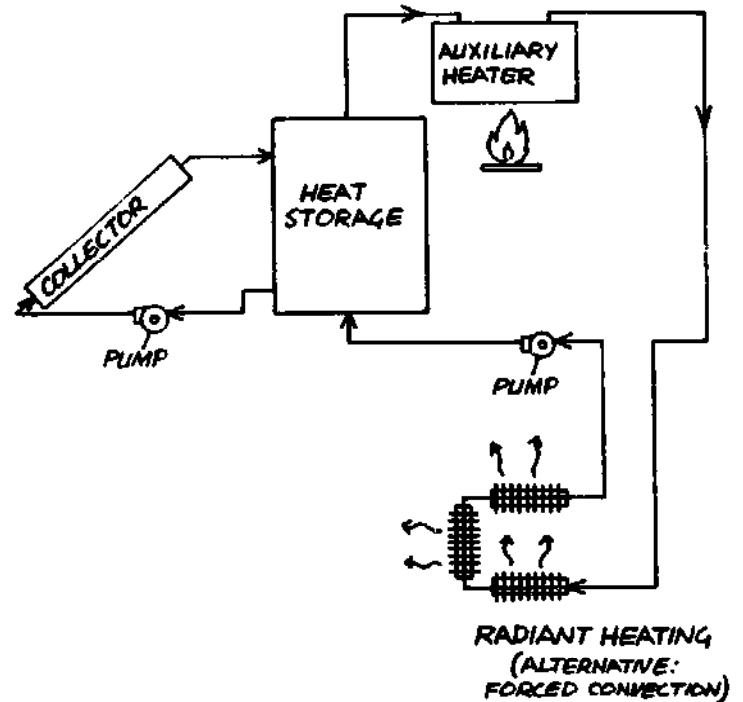 AUXILIARY
HEATER
HEAT
STORAGE
COLLECTOR
PUMP
PUMP
RADIANT HEATING
(ALTERNATIVE:
FORCED CONVECTION)